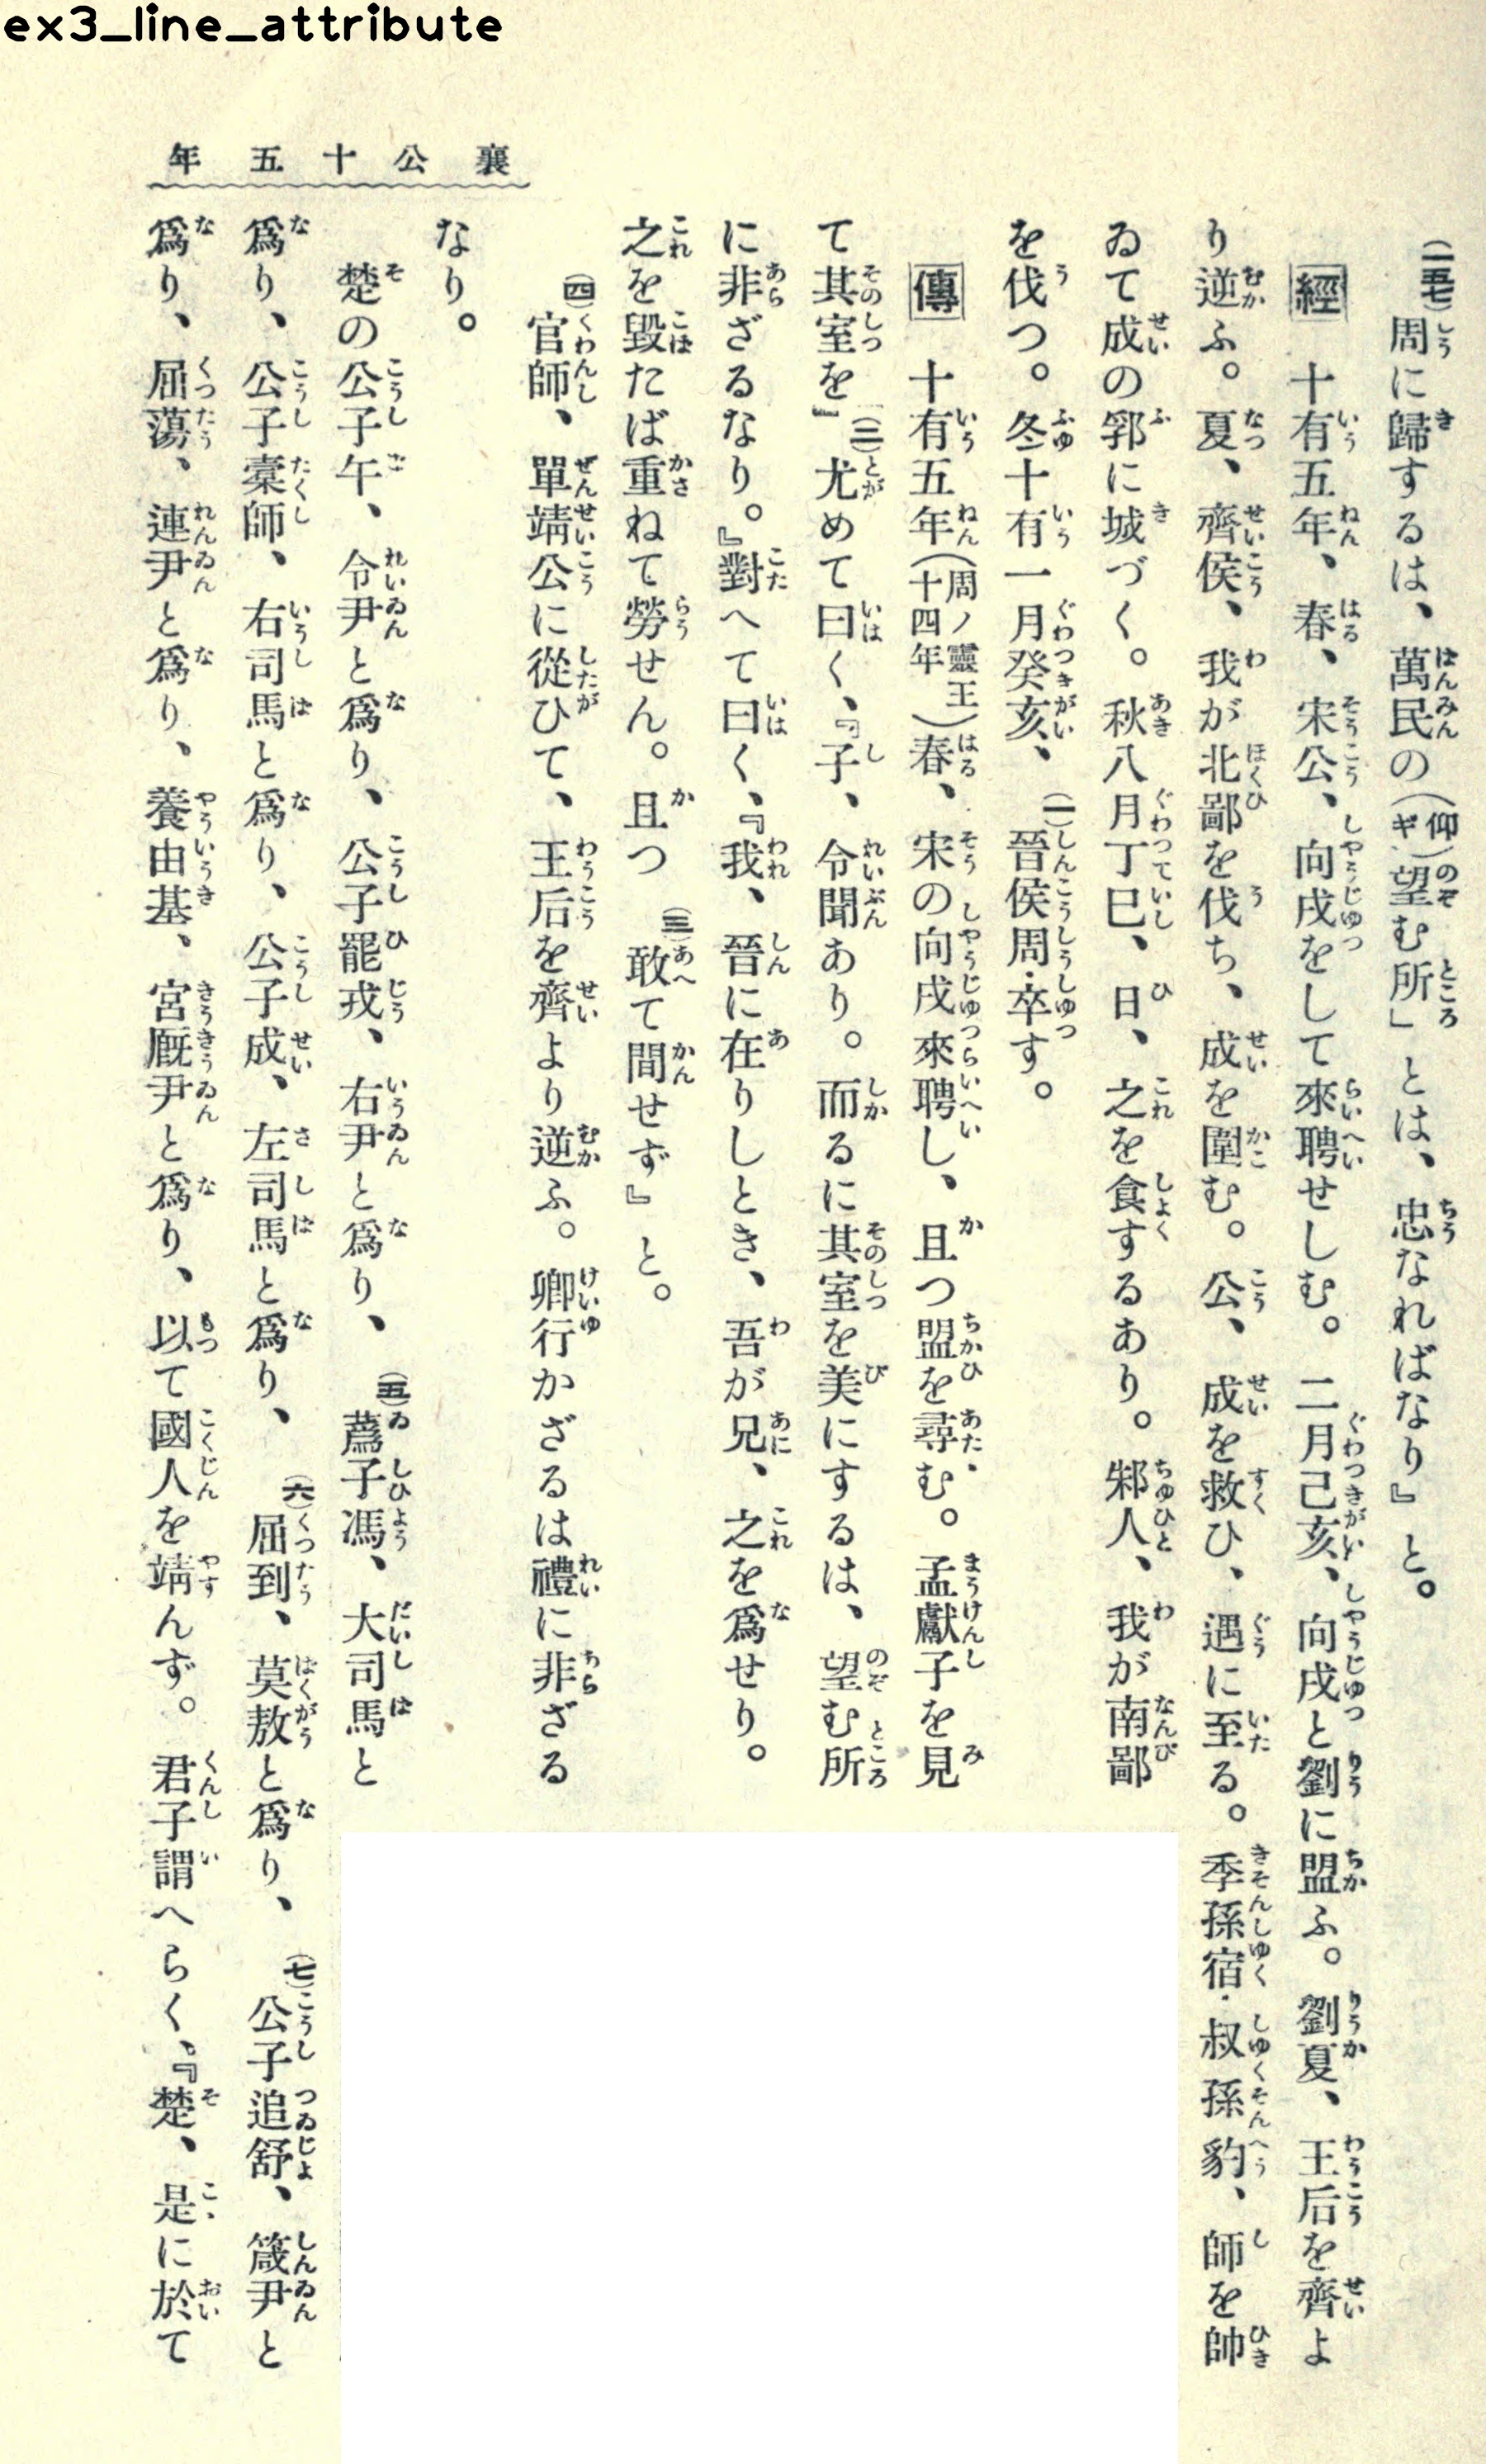 ex3_line_attribute
襄公十五年
(一五七)周に歸するは、萬民の(仰ギ)望む所」とは、忠なればなり』と。
經　十有五年、春、宋公、向戌をして來聘せしむ。二月己亥、向戌と劉に盟ふ。劉夏、王后を齊よ
り逆ふ。夏、齊侯、我が北鄙を伐ち、成を圍む。公、成を救ひ、遇に至る。季孫宿・叔孫豹、師を帥
ゐて成の郛に城づく。秋八月丁巳、日、之を食するあり。邾人、我が南鄙
を伐つ。冬十有一月癸亥、(一)晉侯周・卒す。
傳　十有五年(周ノ靈王十四年)春、宋の向戌來聘し、且つ盟を尋む。孟獻子を見
て其室を』(二)尤めて曰く、『子、令聞あり。而るに其室を美にするは、望む所
に非ざるなり。』對へて曰く、『我、晉に在りしとき、吾が兄、之を爲せり。
之を毀たば重ねて勞せん。且つ(三)敢て間せず』と。
(四)官師、單靖公に從ひて、王后を齊より逆ふ。卿行かざるは禮に非ざる
なり。
楚の公子午、令尹と爲り、公子罷戎、右尹と爲り、(五)蔿子馮、大司馬と
爲り、公子橐師、右司馬と爲り、公子成、左司馬と爲り、(六)屈到、莫敖と爲り、(七)公子追舒、箴尹と
爲り、屈蕩、連尹と爲り、養由基、宮厩尹と爲り、以て國人を靖んず。君子謂へらく、『楚、是に於て